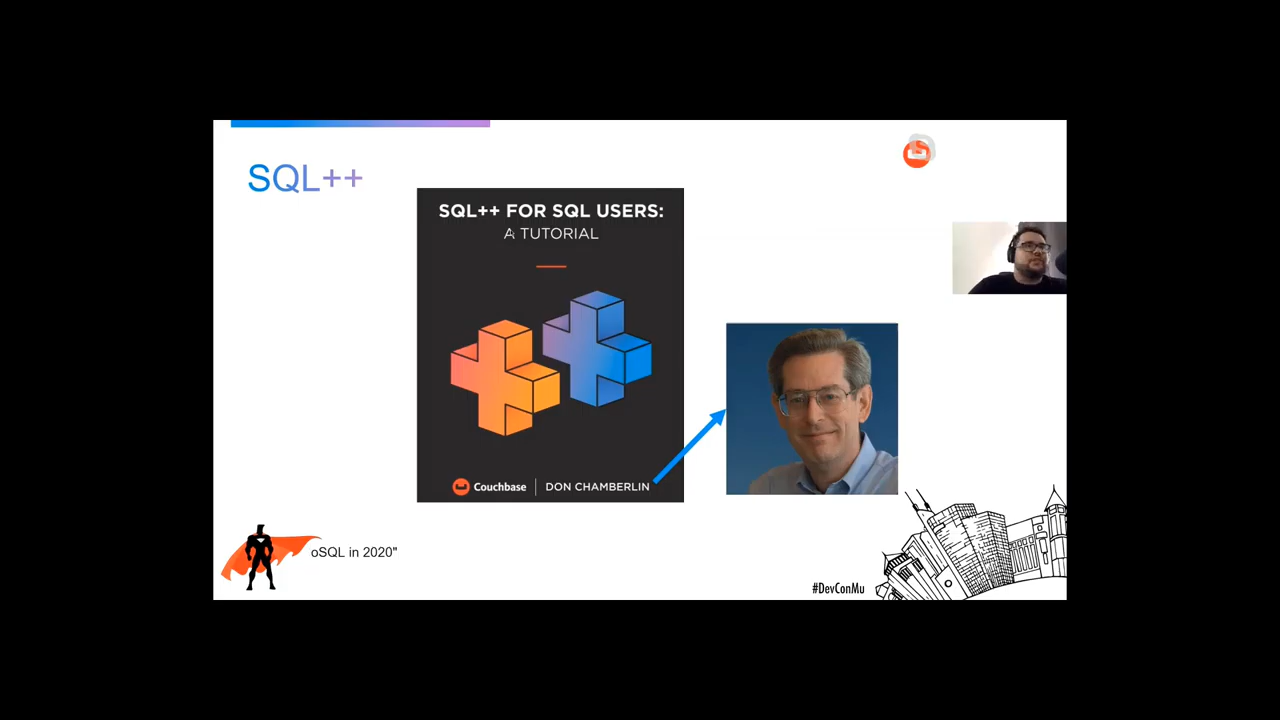 SQL++
SQL++ FOR SQL USERS:
A TUTORIAL
Couchbase
DON CHAMBERLIN
oSQL in 2020"
#DevConMu